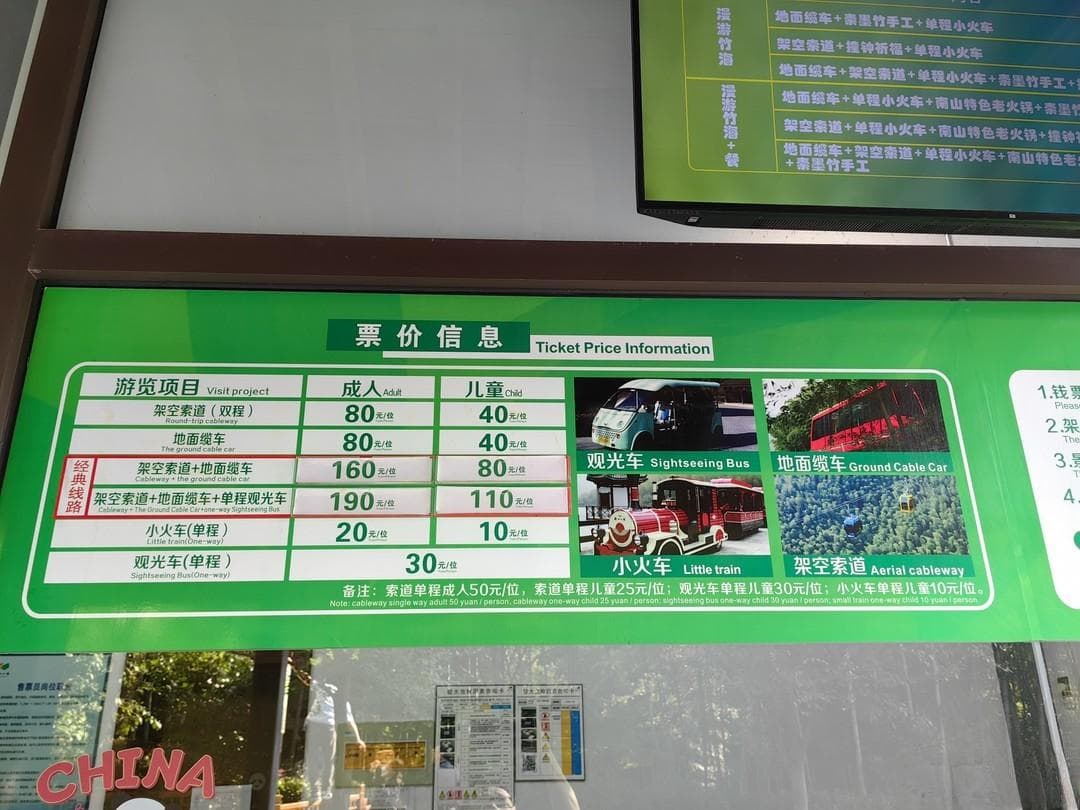 漫游竹海
地面缆车+泰墨竹手工+单程小火车
架空索道+撞钟祈福+单程小火车
地面缆车+架空索道+单程小火车+泰墨竹手工+
漫游竹海+餐
地面缆车+单程小火车+南山特色老火锅+泰墨竹
架空索道+单程小火车+南山特色老火锅+撞钟
地面缆车+架空索道+单程小火车+南山特色老
+泰墨竹手工
票价信息 Ticket Price Information
游览项目 Visit project 成人 Adult 儿童 Child
架空索道（双程） 80元/位 40元/位
Round-trip cableway
地面缆车 80元/位 40元/位
The ground cable car
经典线路
架空索道+地面缆车 160元/位 80元/位
Cableway + the ground cable car
架空索道+地面缆车+单程观光车 190元/位 110元/位
Cableway+The Ground Cable Car+one-way Sightseeing Bus
小火车(单程) 20元/位 10元/位
Little train(One-way)
观光车(单程) 30元/位
Sightseeing Bus(One-way)
观光车 Sightseeing Bus
地面缆车 Ground Cable Car
小火车 Little train
架空索道 Aerial cableway
备注：索道单程成人50元/位，索道单程儿童25元/位；观光车单程儿童30元/位；小火车单程儿童10元/位。
Note: cableway single way adult 50 yuan / person, cableway one-way child 25 yuan / person; sightseeing bus one-way child 30 yuan / person; small train one-way child 10 yuan / person.
1.钱票
Pleas
2.架
The
3.景
4.
售票员岗位职
CHINA